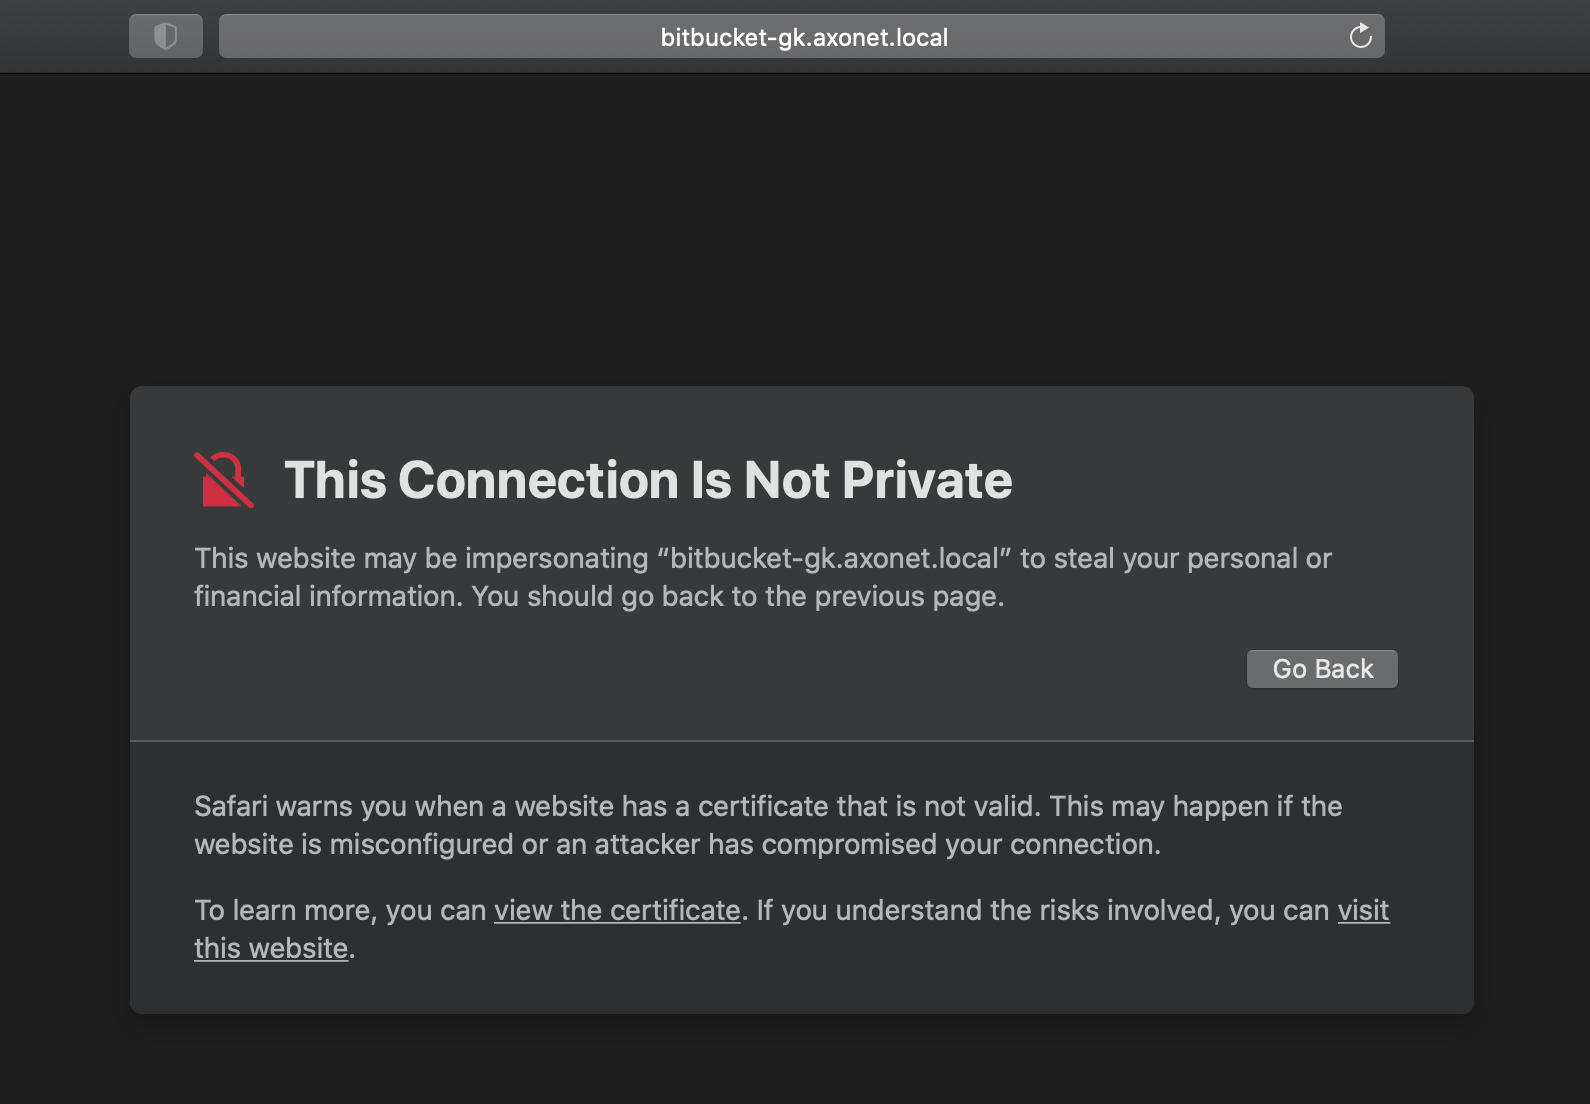 bitbucket-gk.axonet.local
This Connection Is Not Private
This website may be impersonating “bitbucket-gk.axonet.local” to steal your personal or
financial information. You should go back to the previous page.
Go Back
Safari warns you when a website has a certificate that is not valid. This may happen if the
website is misconfigured or an attacker has compromised your connection.
To learn more, you can view the certificate. If you understand the risks involved, you can visit
this website.